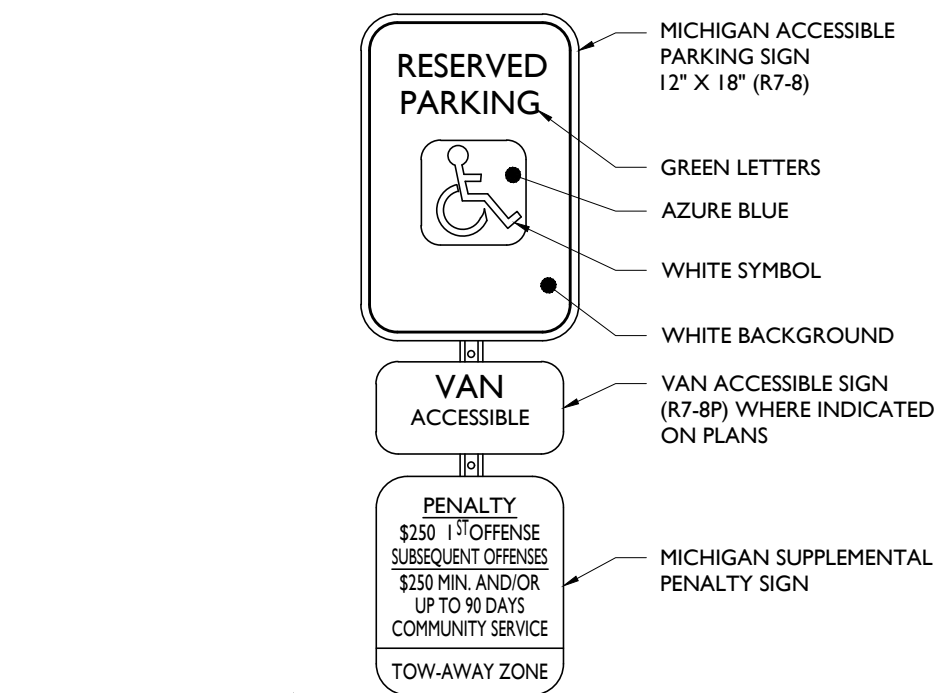 RESERVED
PARKING
VAN
ACCESSIBLE
PENALTY
$250 1ST OFFENSE
SUBSEQUENT OFFENSES
$250 MIN. AND/OR
UP TO 90 DAYS
COMMUNITY SERVICE
TOW-AWAY ZONE
MICHIGAN ACCESSIBLE
PARKING SIGN
12" X 18" (R7-8)
GREEN LETTERS
AZURE BLUE
WHITE SYMBOL
WHITE BACKGROUND
VAN ACCESSIBLE SIGN
(R7-8P) WHERE INDICATED
ON PLANS
MICHIGAN SUPPLEMENTAL
PENALTY SIGN